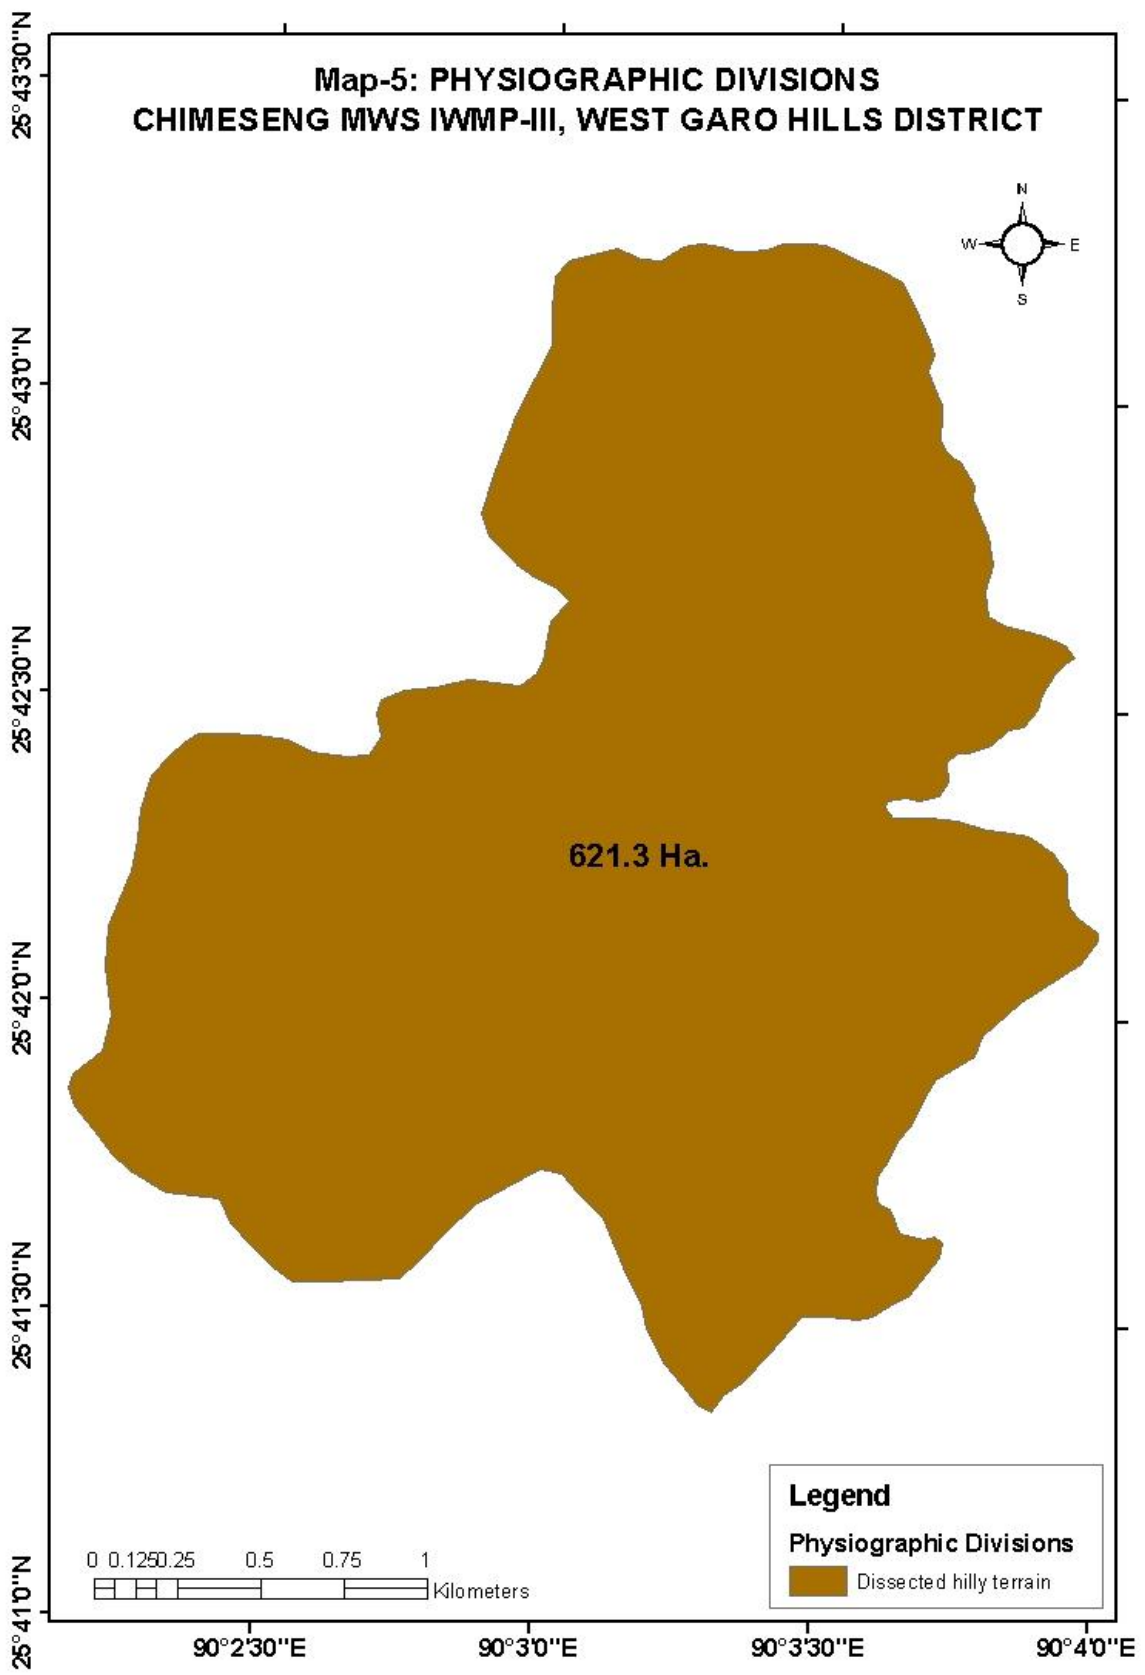 Map-5: PHYSIOGRAPHIC DIVISIONS
CHIMESENG MWS IWMP-III, WEST GARO HILLS DISTRICT
N
W E
S
25°43'30"N
25°43'0"N
25°42'30"N
25°42'0"N
25°41'30"N
25°41'0"N
621.3 Ha.
Legend
Physiographic Divisions
Dissected hilly terrain
0 0.125 0.25 0.5 0.75 1
Kilometers
90°2'30"E 90°3'0"E 90°3'30"E 90°4'0"E